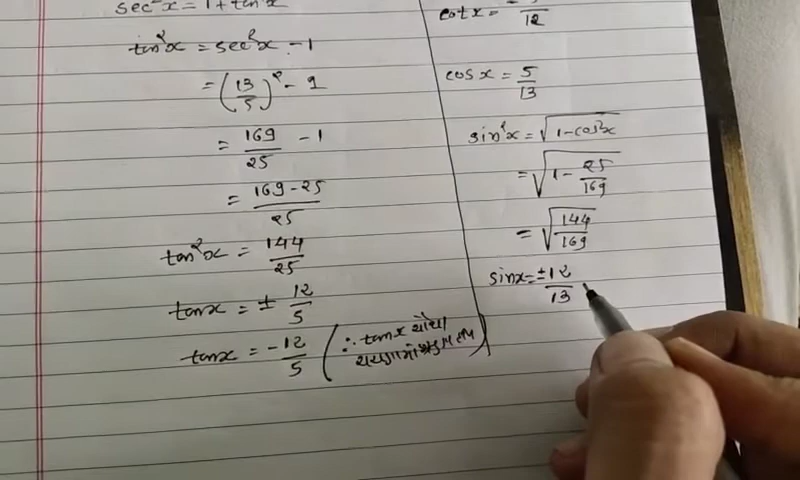 sec²x = 1 + tan²x
tan²x = sec²x - 1
= (13/5)² - 1
= 169/25 - 1
= 169-25/25
tan²x = 144/25
tanx = ± 12/5
tanx = -12/5 (∴ tanx ચોથા
ચરણમાં
cotx = 12
cosx = 5/13
sin²x = √1-cos²x
= √1 - 25/169
= √144/169
sinx = ±12/13